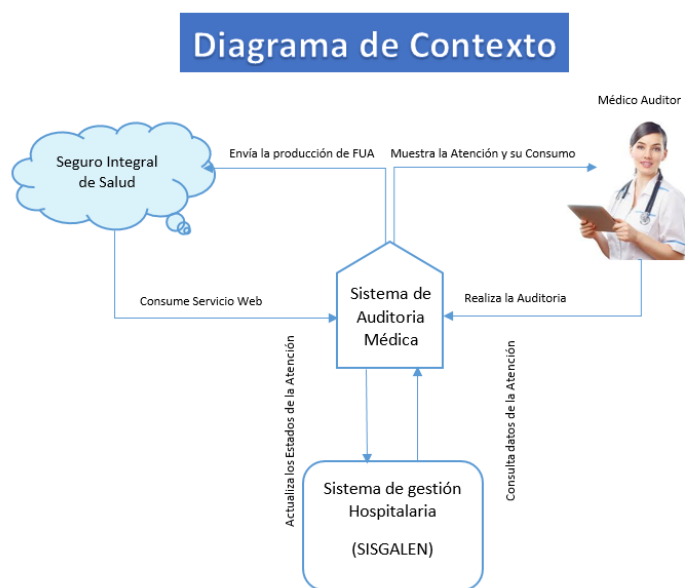 Diagrama de Contexto
Médico Auditor
Seguro Integral
de Salud
Envía la producción de FUA
Muestra la Atención y su Consumo
Consume Servicio Web
Sistema de
Auditoria
Médica
Realiza la Auditoria
Actualiza los Estados de la Atención
Consulta datos de la Atención
Sistema de gestión
Hospitalaria
(SISGALEN)